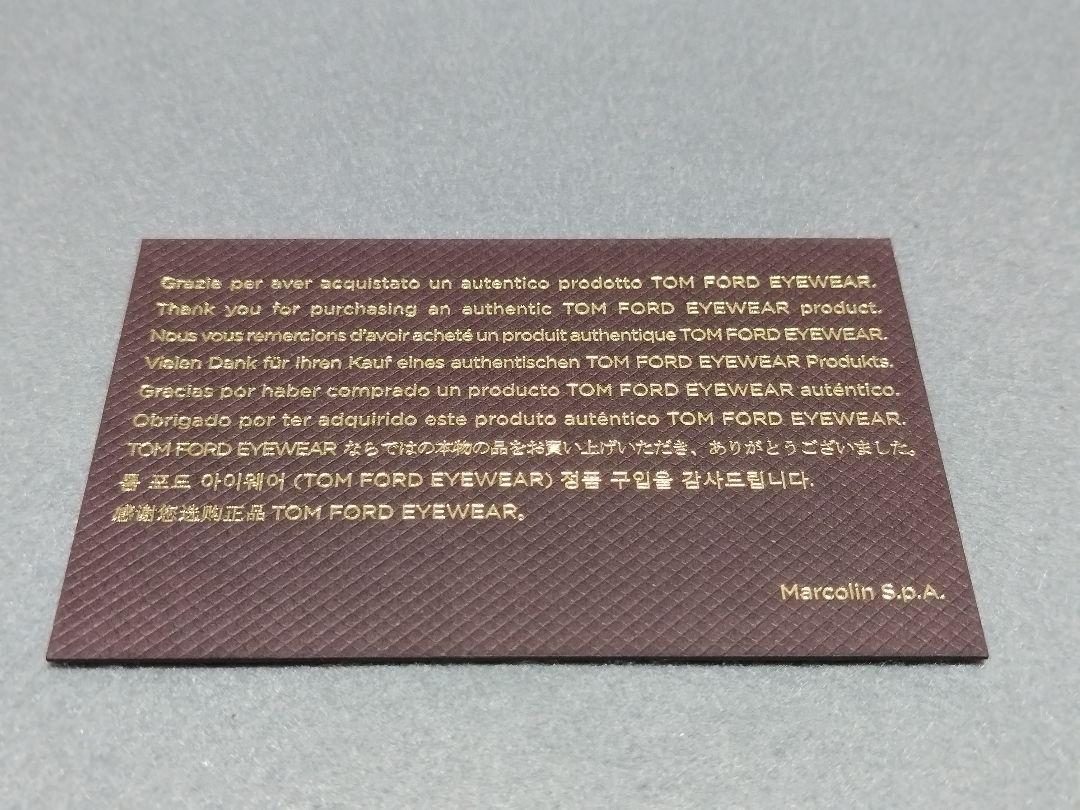 Grazie per aver acquistato un autentico prodotto TOM FORD EYEWEAR.
Thank you for purchasing an authentic TOM FORD EYEWEAR product.
Nous vous remercions d'avoir acheté un produit authentique TOM FORD EYEWEAR.
Vielen Dank für Ihren Kauf eines authentischen TOM FORD EYEWEAR Produkts.
Gracias por haber comprado un producto TOM FORD EYEWEAR auténtico.
Obrigado por ter adquirido este produto autêntico TOM FORD EYEWEAR.
TOM FORD EYEWEAR ならではの本物の品をお買い上げいただき、ありがとうございました。
톰 포드 아이웨어 (TOM FORD EYEWEAR) 정품 구입을 감사드립니다.
感谢您选购正品 TOM FORD EYEWEAR。
Marcolin S.p.A.